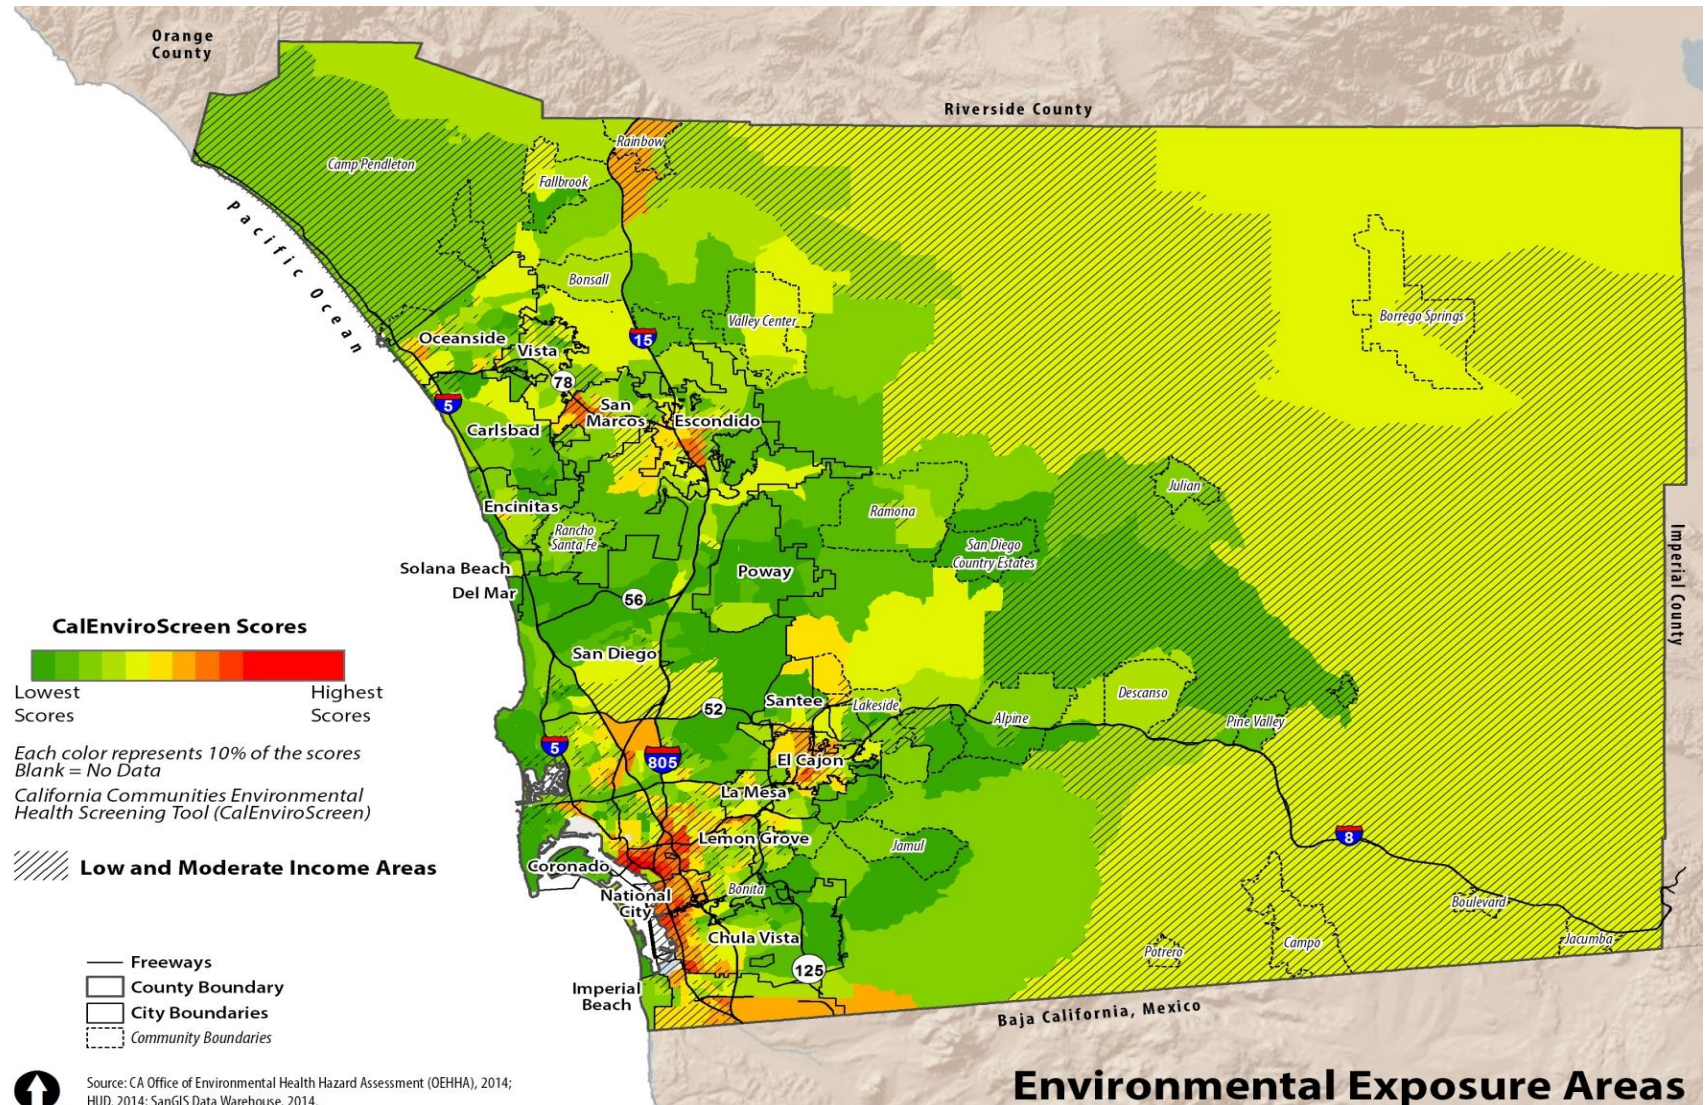 Orange
County
Riverside County
Rainbow
Camp Pendleton
Fallbrook
Pacific Ocean
Bonsall
Valley Center
Borrego Springs
15
Oceanside
Vista
78
5
San
Marcos
Escondido
Carlsbad
Julian
Encinitas
Ramona
Rancho
Santa Fe
San Diego
Country Estates
Imperial County
Solana Beach
Poway
Del Mar
56
CalEnviroScreen Scores
San Diego
Lowest
Scores
Highest
Scores
Santee
Lakeside
52
Descanso
Alpine
Pine Valley
Each color represents 10% of the scores
Blank = No Data
California Communities Environmental
Health Screening Tool (CalEnviroScreen)
5
805
El Cajon
La Mesa
Lemon Grove
Jamul
8
Low and Moderate Income Areas
Coronado
National
City
Bonita
Boulevard
Chula Vista
Potrero
Campo
Jacumba
125
Freeways
County Boundary
City Boundaries
Community Boundaries
Imperial
Beach
Baja California, Mexico
Source: CA Office of Environmental Health Hazard Assessment (OEHHA), 2014;
HUD, 2014; SanGIS Data Warehouse, 2014.
Environmental Exposure Areas